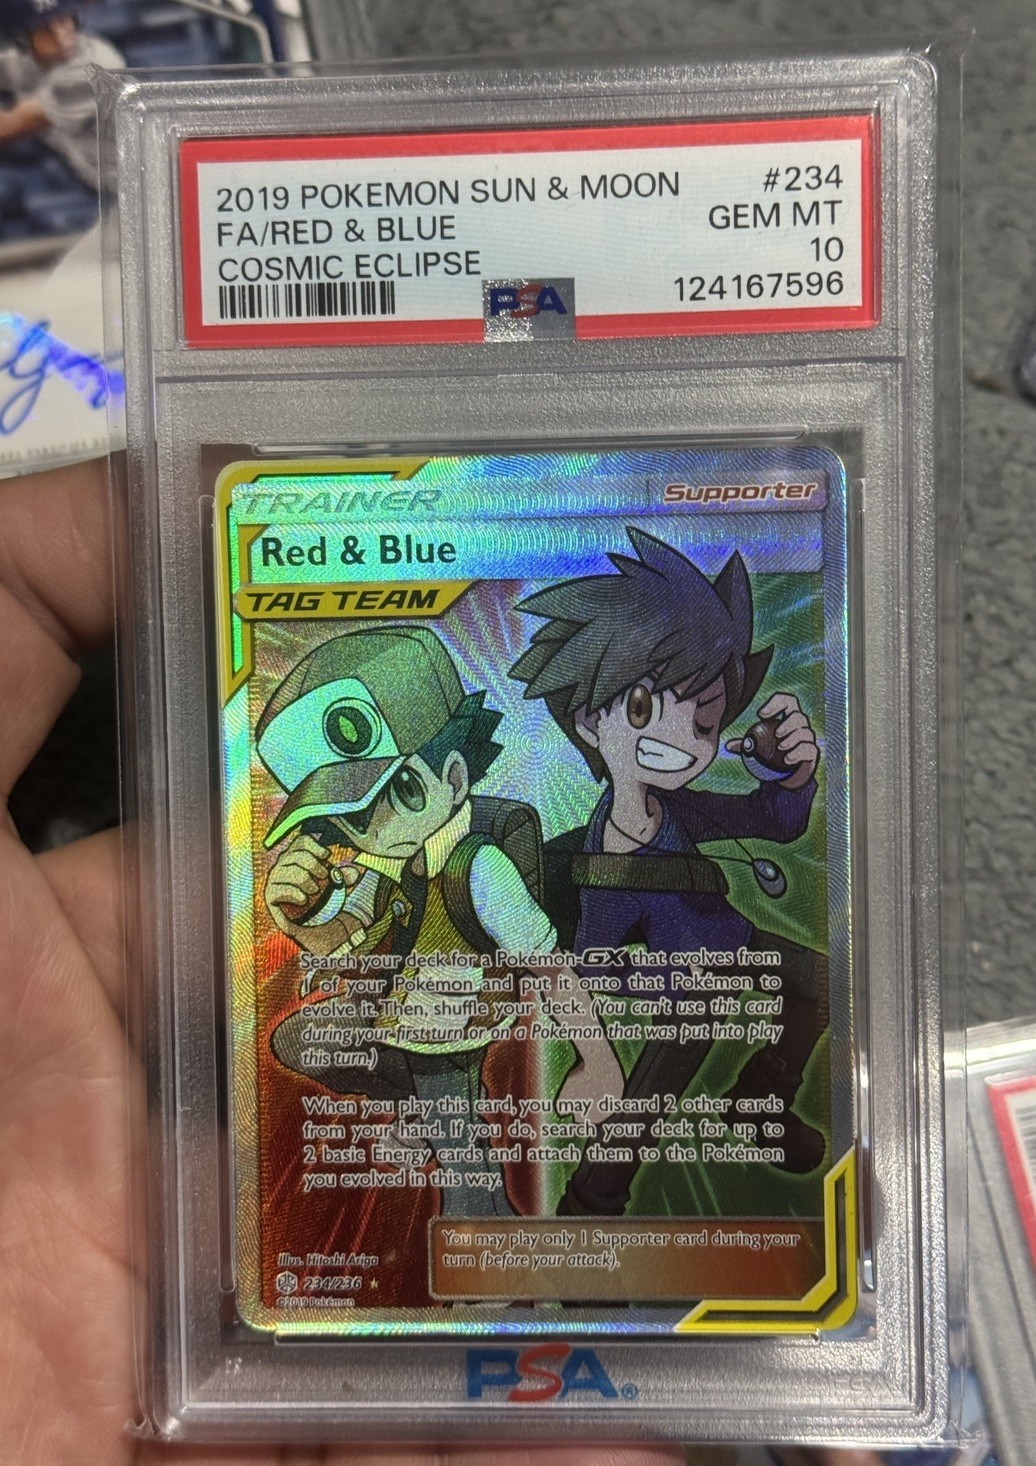 2019 POKEMON SUN & MOON #234
FA/RED & BLUE GEM MT
COSMIC ECLIPSE 10
124167596
PSA
TRAINER Supporter
Red & Blue
TAG TEAM
Search your deck for a Pokémon-GX that evolves from
1 of your Pokémon and put it onto that Pokémon to
evolve it. Then, shuffle your deck. (You can't use this card
during your first turn or on a Pokémon that was put into play
this turn.)
When you play this card, you may discard 2 other cards
from your hand. If you do, search your deck for up to
2 basic Energy cards and attach them to the Pokémon
you evolved in this way.
You may play only 1 Supporter card during your
turn (before your attack).
Illus. Hitoshi Ariga
234/236
©2019 Pokémon
PSA®